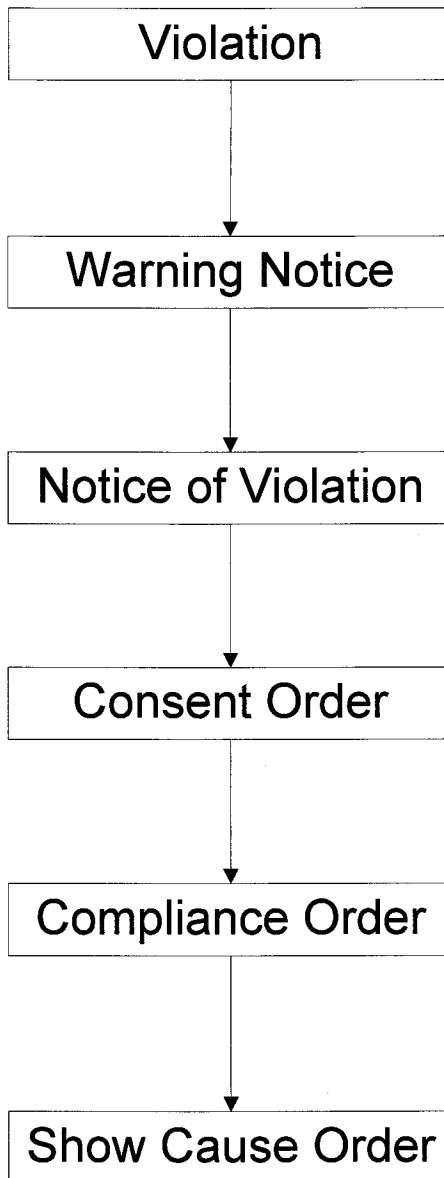 Violation
Warning Notice
Notice of Violation
Consent Order
Compliance Order
Show Cause Order